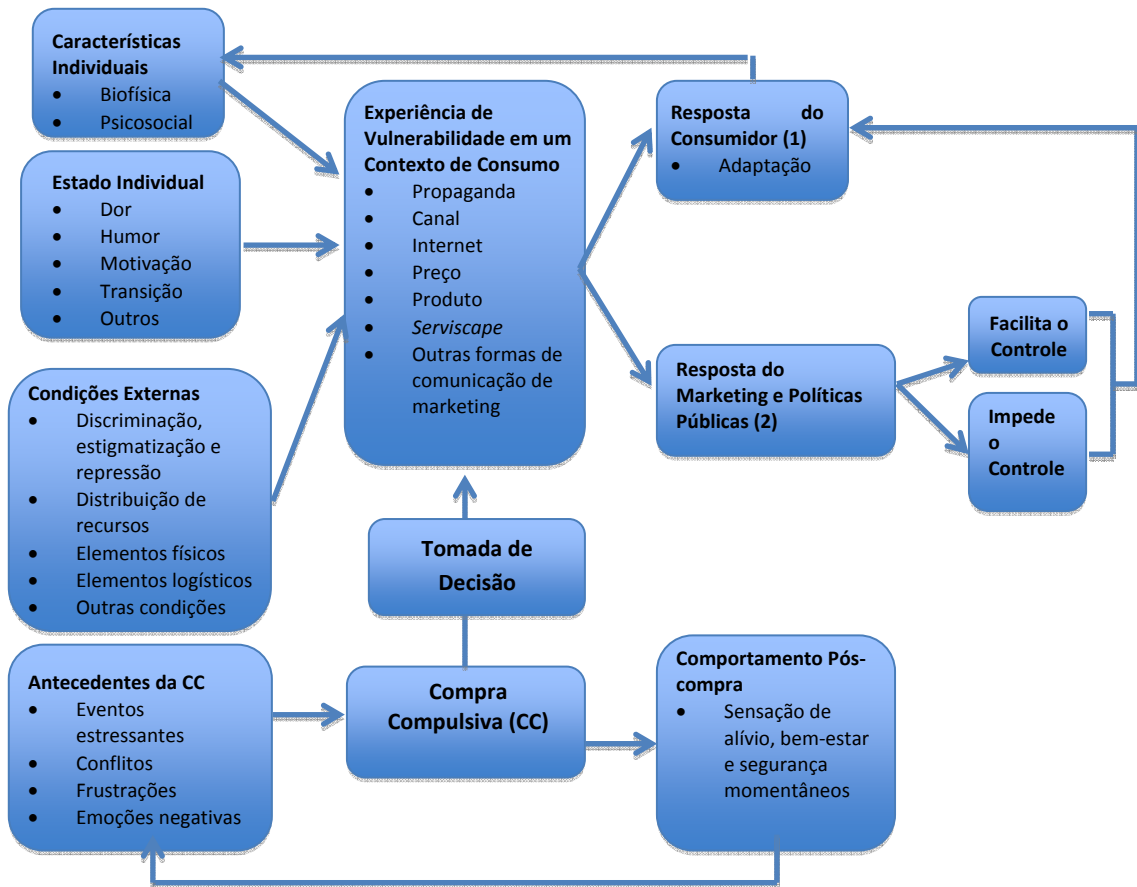 Características
Individuais
• Biofísica
• Psicosocial
Estado Individual
• Dor
• Humor
• Motivação
• Transição
• Outros
Condições Externas
• Discriminação,
estigmatização e
repressão
• Distribuição de
recursos
• Elementos físicos
• Elementos logísticos
• Outras condições
Antecedentes da CC
• Eventos
estressantes
• Conflitos
• Frustrações
• Emoções negativas
Experiência de
Vulnerabilidade em um
Contexto de Consumo
• Propaganda
• Canal
• Internet
• Preço
• Produto
• Serviscape
• Outras formas de
comunicação de
marketing
Tomada de
Decisão
Compra
Compulsiva (CC)
Resposta do
Consumidor (1)
• Adaptação
Resposta do
Marketing e Políticas
Públicas (2)
Facilita o
Controle
Impede
o
Controle
Comportamento Pós-
compra
• Sensação de
alívio, bem-estar
e segurança
momentâneos